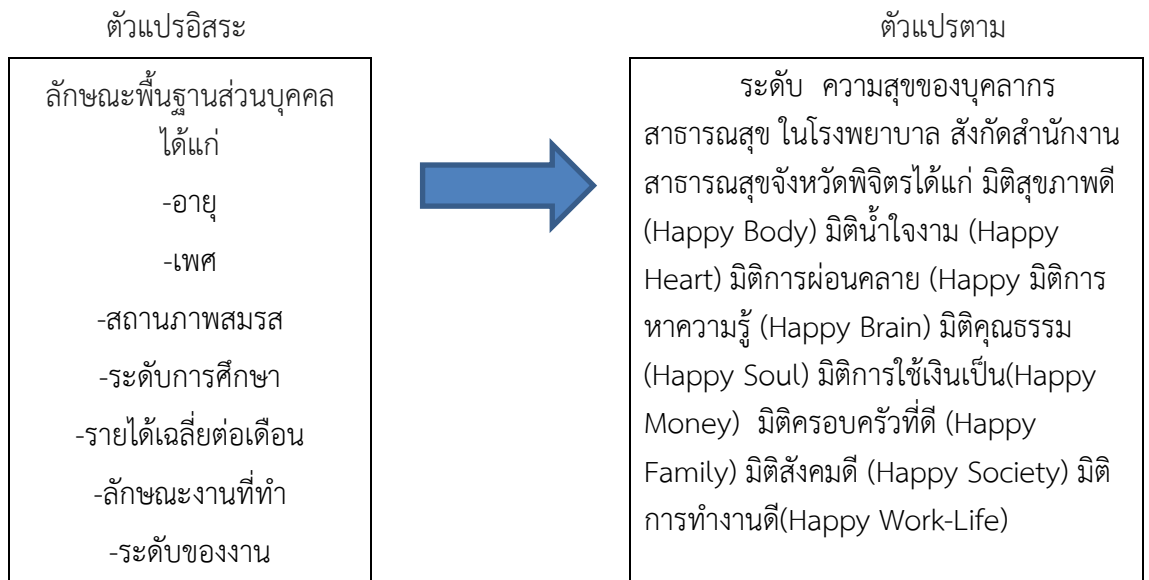 ตัวแปรอิสระ
ลักษณะพื้นฐานส่วนบุคคล
ได้แก่
-อายุ
-เพศ
-สถานภาพสมรส
-ระดับการศึกษา
-รายได้เฉลี่ยต่อเดือน
-ลักษณะงานที่ทำ
-ระดับของงาน
ตัวแปรตาม
ระดับ ความสุขของบุคลากร
สาธารณสุข ในโรงพยาบาล สังกัดสำนักงาน
สาธารณสุขจังหวัดพิจิตรได้แก่ มิติสุขภาพดี
(Happy Body) มิติน้ำใจงาม (Happy
Heart) มิติการผ่อนคลาย (Happy มิติการ
หาความรู้ (Happy Brain) มิติคุณธรรม
(Happy Soul) มิติการใช้เงินเป็น(Happy
Money) มิติครอบครัวที่ดี (Happy
Family) มิติสังคมดี (Happy Society) มิติ
การทำงานดี(Happy Work-Life)